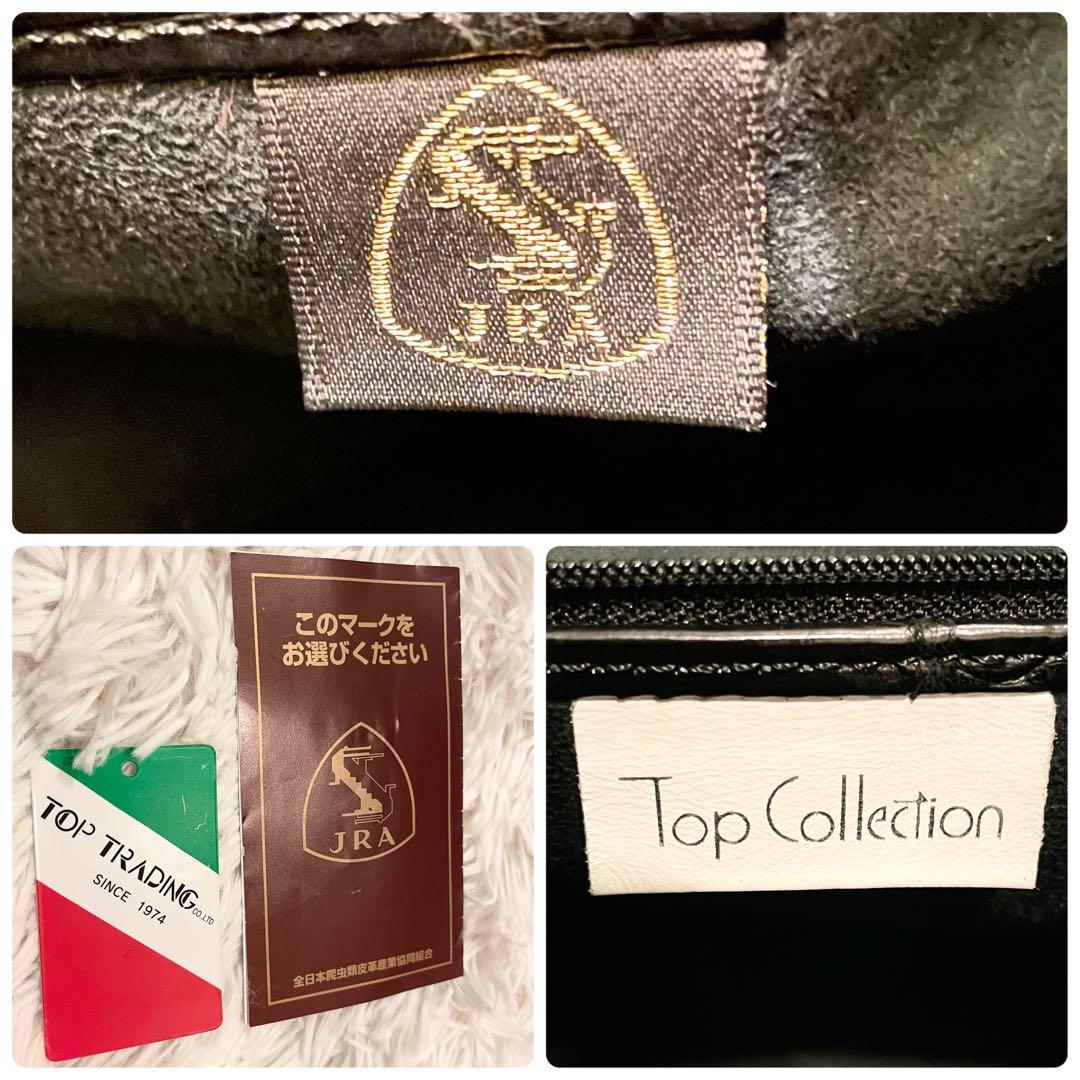 JRA
このマークを
お選びください
JRA
全日本爬虫類皮革産業協同組合
TOP TRADING CO.,LTD
SINCE 1974
Top Collection